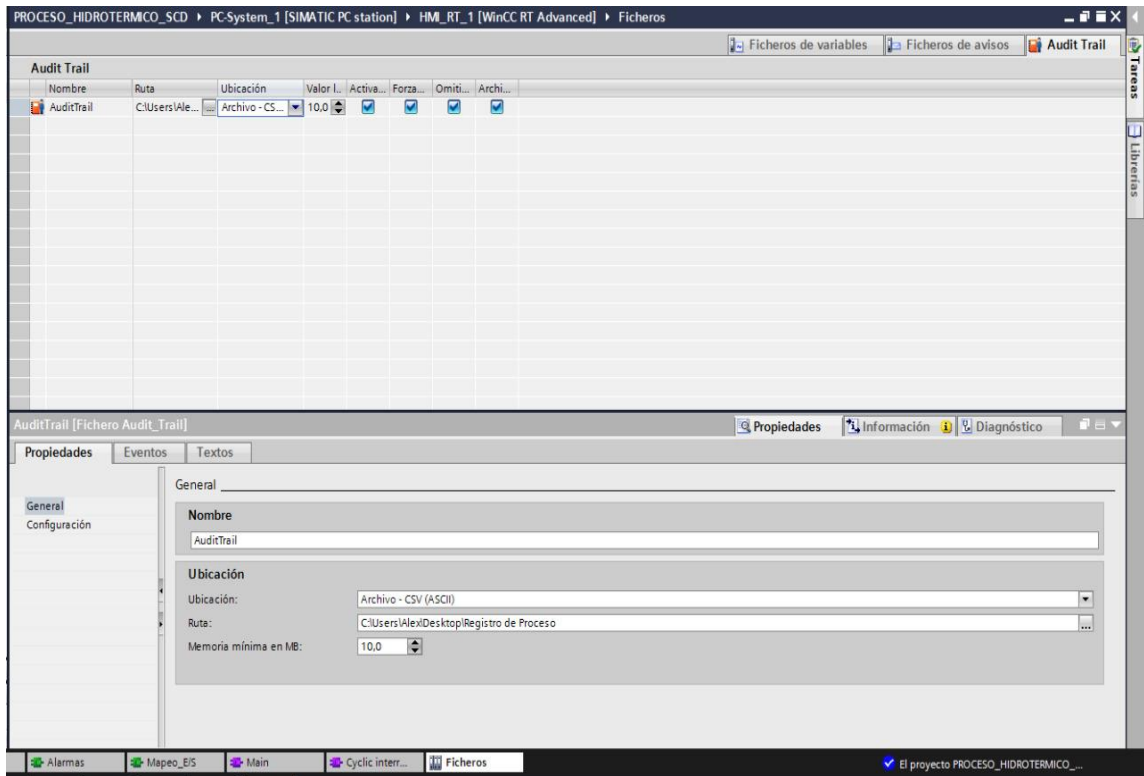 PROCESO_HIDROTERMICO_SCD ▸ PC-System_1 [SIMATIC PC station] ▸ HMI_RT_1 [WinCC RT Advanced] ▸ Ficheros
Ficheros de variables Ficheros de avisos Audit Trail
Audit Trail
Nombre Ruta Ubicación Valor l... Activa... Forza... Omiti... Archi...
AuditTrail C:\Users\Ale... ... Archivo - CS... 10,0
Tareas
Librerías
AuditTrail [Fichero Audit_Trail]
Propiedades Información Diagnóstico
Propiedades Eventos Textos
General
Configuración
General
Nombre
AuditTrail
Ubicación
Ubicación: Archivo - CSV (ASCII)
Ruta: C:\Users\Alex\Desktop\Registro de Proceso ...
Memoria mínima en MB: 10,0
Alarmas Mapeo_E/S Main Cyclic interr... Ficheros El proyecto PROCESO_HIDROTERMICO_...